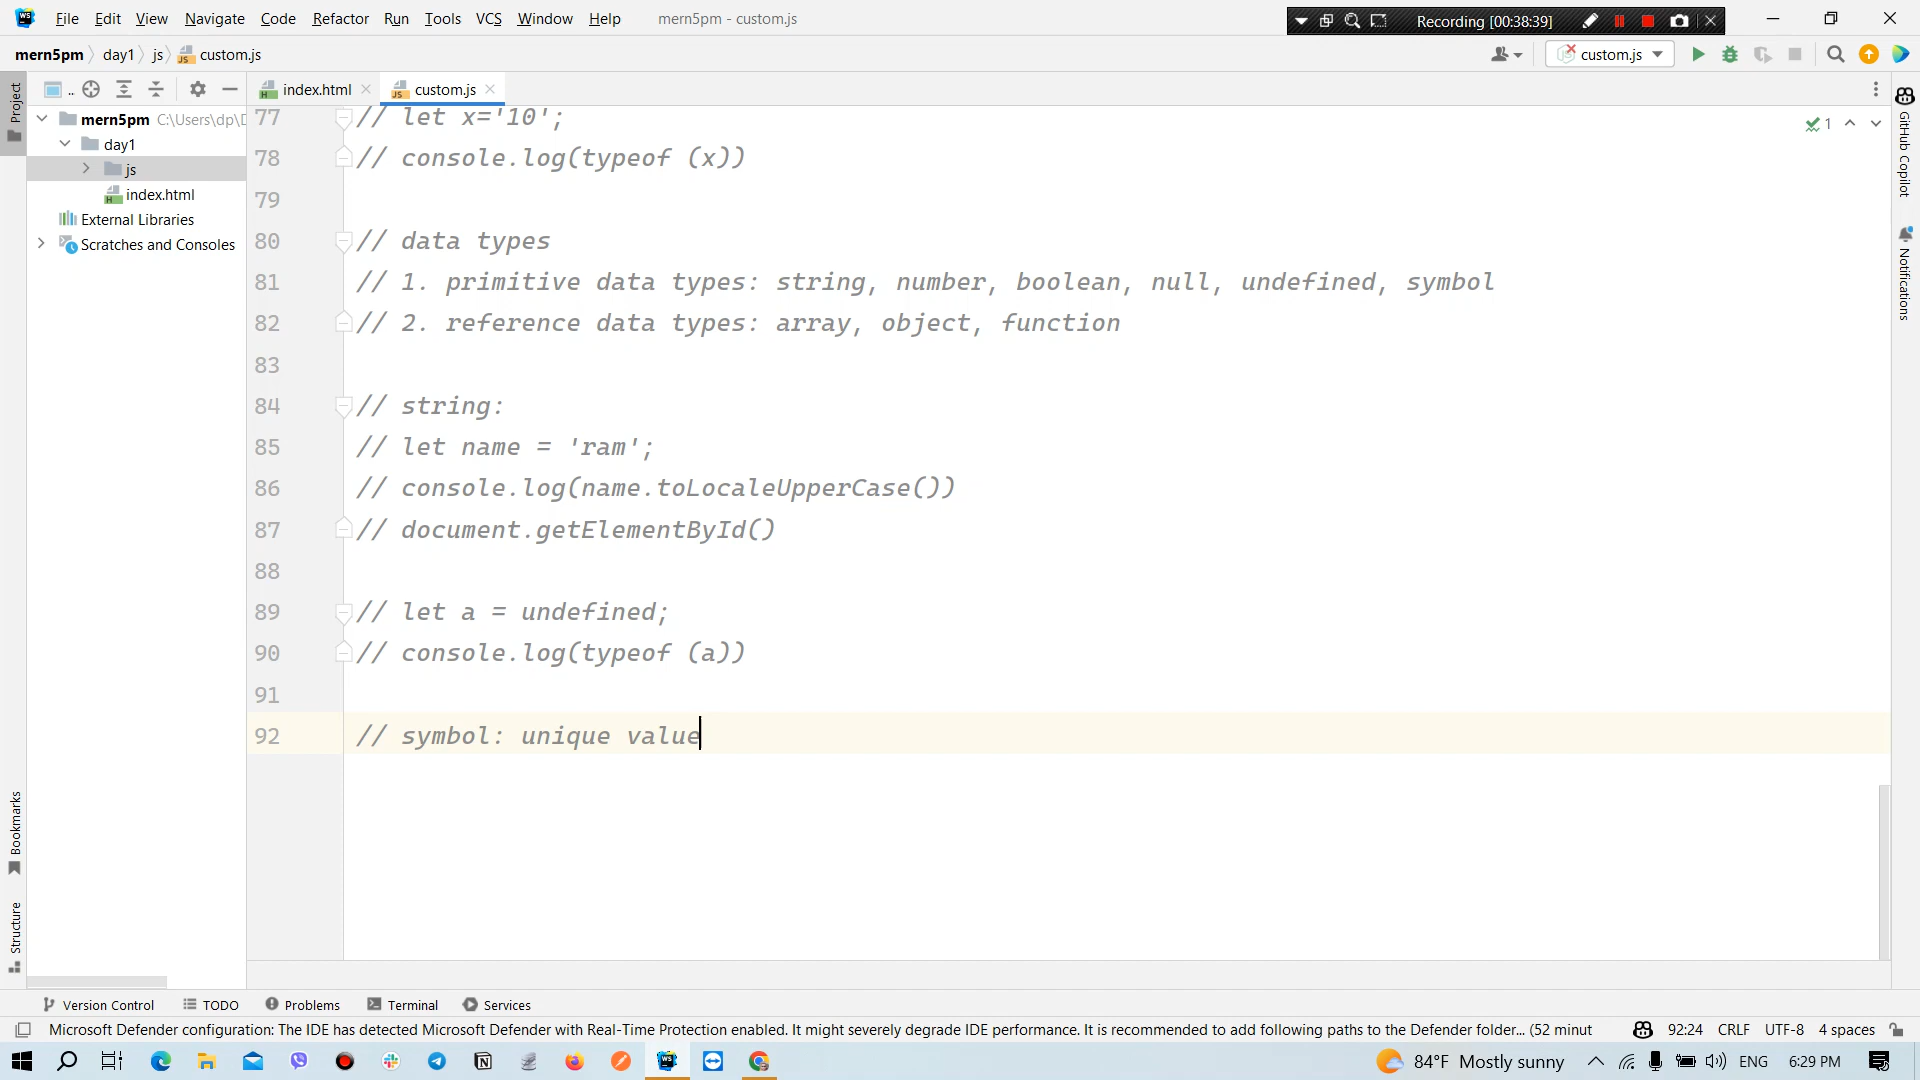 File Edit View Navigate Code Refactor Run Tools VCS Window Help mern5pm - custom.js
Recording [00:38:39]
mern5pm day1 js custom.js
custom.js
Project
..
index.html
custom.js
mern5pm C:\Users\dp\D
day1
js
index.html
External Libraries
Scratches and Consoles
1
77 // let x='10';
78 // console.log(typeof (x))
79
80 // data types
81 // 1. primitive data types: string, number, boolean, null, undefined, symbol
82 // 2. reference data types: array, object, function
83
84 // string:
85 // let name = 'ram';
86 // console.log(name.toLocaleUpperCase())
87 // document.getElementById()
88
89 // let a = undefined;
90 // console.log(typeof (a))
91
92 // symbol: unique value
GitHub Copilot
Notifications
Bookmarks
Structure
Version Control TODO Problems Terminal Services
Microsoft Defender configuration: The IDE has detected Microsoft Defender with Real-Time Protection enabled. It might severely degrade IDE performance. It is recommended to add following paths to the Defender folder... (52 minut
92:24 CRLF UTF-8 4 spaces
84°F Mostly sunny ENG 6:29 PM